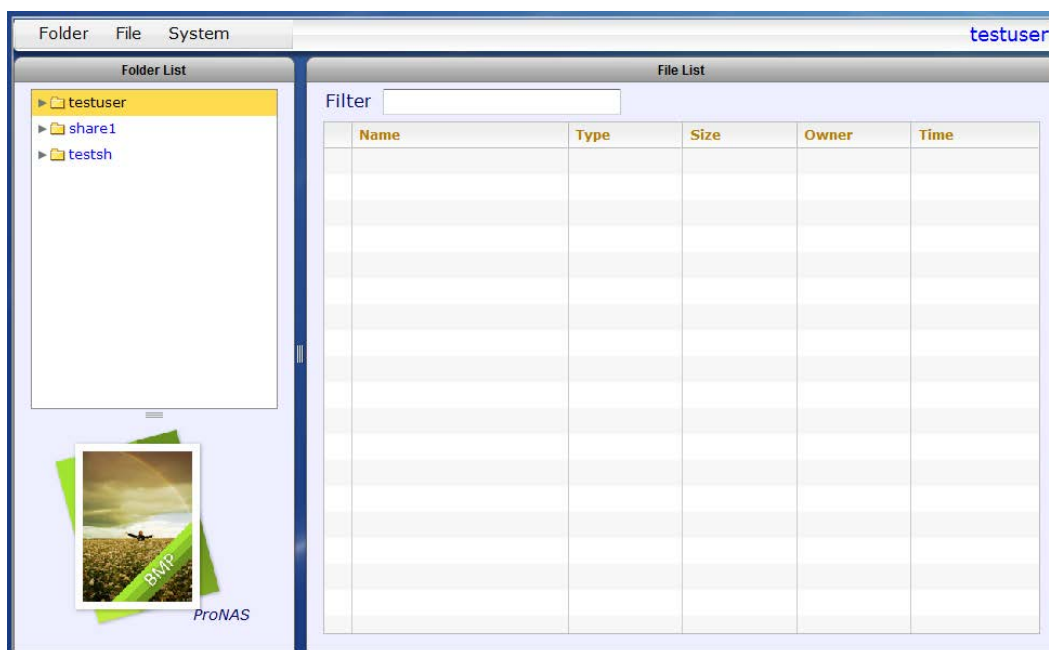 Folder File System testuser
Folder List
testuser
share1
testsh
BMP
ProNAS
File List
Filter
Name Type Size Owner Time